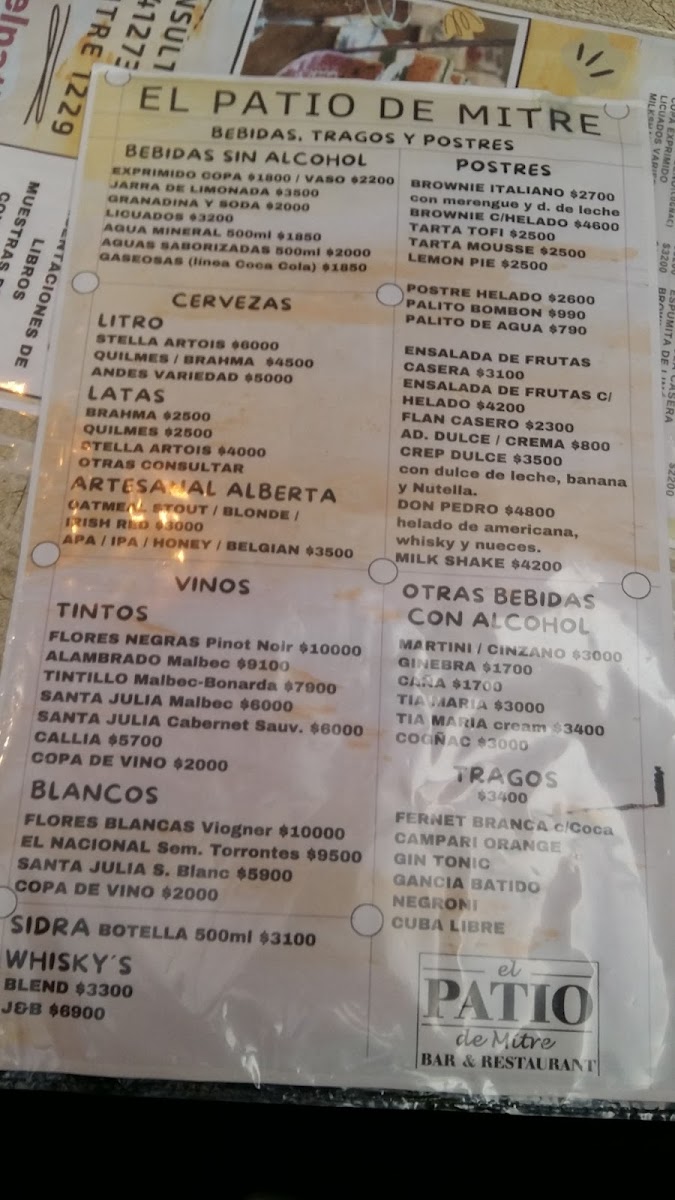 EL PATIO DE MITRE
BEBIDAS, TRAGOS Y POSTRES
BEBIDAS SIN ALCOHOL
EXPRIMIDO COPA $1800 / VASO $2200
JARRA DE LIMONADA $3500
GRANADINA Y SODA $2000
LICUADOS $3200
AGUA MINERAL 500ml $1850
AGUAS SABORIZADAS 500ml $2000
GASEOSAS (línea Coca Cola) $1850
CERVEZAS
LITRO
STELLA ARTOIS $6000
QUILMES / BRAHMA $4500
ANDES VARIEDAD $5000
LATAS
BRAHMA $2500
QUILMES $2500
STELLA ARTOIS $4000
OTRAS CONSULTAR
ARTESANAL ALBERTA
OATMEAL STOUT / BLONDE /
IRISH RED $3000
APA / IPA / HONEY / BELGIAN $3500
VINOS
TINTOS
FLORES NEGRAS Pinot Noir $10000
ALAMBRADO Malbec $9100
TINTILLO Malbec-Bonarda $7900
SANTA JULIA Malbec $6000
SANTA JULIA Cabernet Sauv. $6000
CALLIA $5700
COPA DE VINO $2000
BLANCOS
FLORES BLANCAS Viogner $10000
EL NACIONAL Sem. Torrontes $9500
SANTA JULIA S. Blanc $5900
COPA DE VINO $2000
SIDRA BOTELLA 500ml $3100
WHISKY´S
BLEND $3300
J&B $6900
POSTRES
BROWNIE ITALIANO $2700
con merengue y d. de leche
BROWNIE C/HELADO $4600
TARTA TOFI $2500
TARTA MOUSSE $2500
LEMON PIE $2500
POSTRE HELADO $2600
PALITO BOMBON $990
PALITO DE AGUA $790
ENSALADA DE FRUTAS
CASERA $3100
ENSALADA DE FRUTAS C/
HELADO $4200
FLAN CASERO $2300
AD. DULCE / CREMA $800
CREP DULCE $3500
con dulce de leche, banana
y Nutella.
DON PEDRO $4800
helado de americana,
whisky y nueces.
MILK SHAKE $4200
OTRAS BEBIDAS
CON ALCOHOL
MARTINI / CINZANO $3000
GINEBRA $1700
CAÑA $1700
TIA MARIA $3000
TIA MARIA cream $3400
COGÑAC $3000
TRAGOS
$3400
FERNET BRANCA c/Coca
CAMPARI ORANGE
GIN TONIC
GANCIA BATIDO
NEGRONI
CUBA LIBRE
el
PATIO
de Mitre
BAR & RESTAURANT
TRE 1229
LIBROS
MUESTRAS
LICUADOS
$3200
$2200